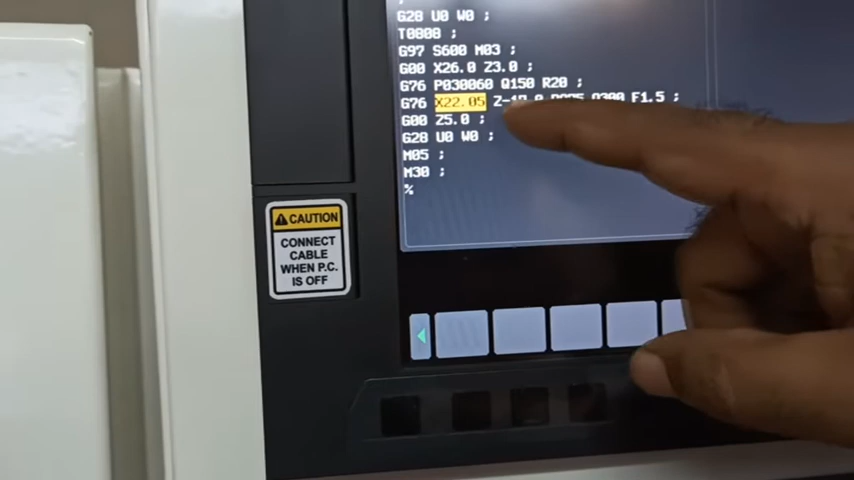 G28 U0 W0 ;
T0808 ;
G97 S600 M03 ;
G00 X26.0 Z3.0 ;
G76 P030060 Q150 R20 ;
G76 X22.05 F1.5 ;
G00 Z5.0 ;
G28 U0 W0 ;
M05 ;
M30 ;
%
CAUTION
CONNECT
CABLE
WHEN P.C.
IS OFF